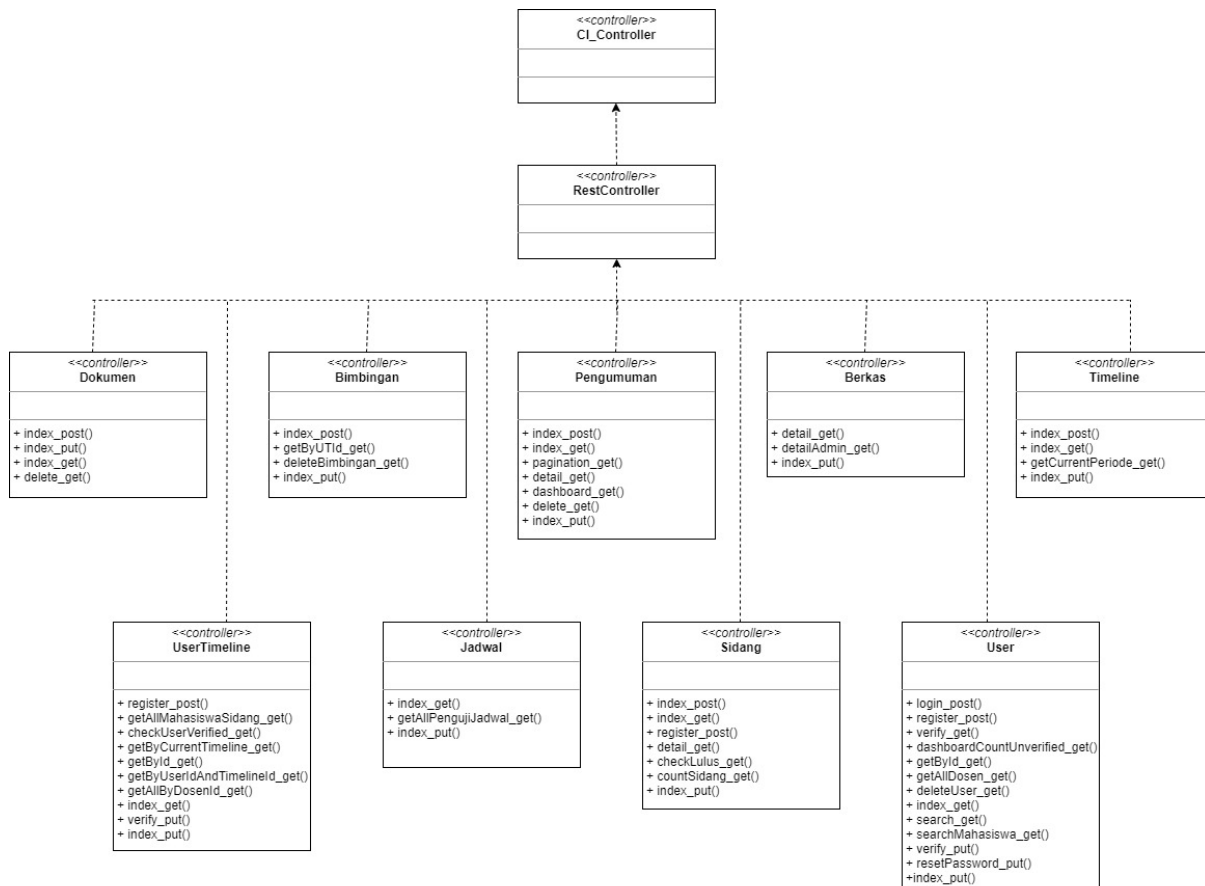 <<controller>>
CI_Controller
<<controller>>
RestController
<<controller>>
Dokumen
+ index_post()
+ index_put()
+ index_get()
+ delete_get()
<<controller>>
Bimbingan
+ index_post()
+ getByUTId_get()
+ deleteBimbingan_get()
+ index_put()
<<controller>>
Pengumuman
+ index_post()
+ index_get()
+ pagination_get()
+ detail_get()
+ dashboard_get()
+ delete_get()
+ index_put()
<<controller>>
Berkas
+ detail_get()
+ detailAdmin_get()
+ index_put()
<<controller>>
Timeline
+ index_post()
+ index_get()
+ getCurrentPeriode_get()
+ index_put()
<<controller>>
UserTimeline
+ register_post()
+ getAllMahasiswaSidang_get()
+ checkUserVerified_get()
+ getByCurrentTimeline_get()
+ getById_get()
+ getByUserIdAndTimelineId_get()
+ getAllByDosenId_get()
+ index_get()
+ verify_put()
+ index_put()
<<controller>>
Jadwal
+ index_get()
+ getAllPengujiJadwal_get()
+ index_put()
<<controller>>
Sidang
+ index_post()
+ index_get()
+ register_post()
+ detail_get()
+ checkLulus_get()
+ countSidang_get()
+ index_put()
<<controller>>
User
+ login_post()
+ register_post()
+ verify_get()
+ dashboardCountUnverified_get()
+ getById_get()
+ getAllDosen_get()
+ deleteUser_get()
+ index_get()
+ search_get()
+ searchMahasiswa_get()
+ verify_put()
+ resetPassword_put()
+index_put()